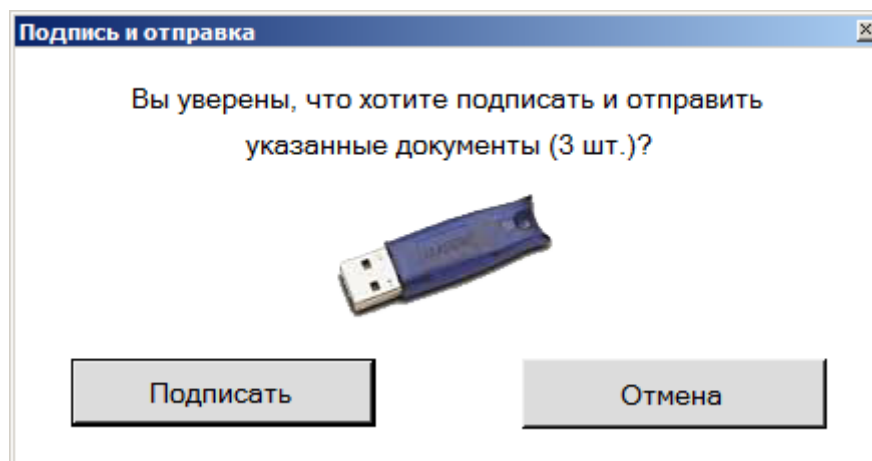 Подпись и отправка
Вы уверены, что хотите подписать и отправить
указанные документы (3 шт.)?
Подписать
Отмена